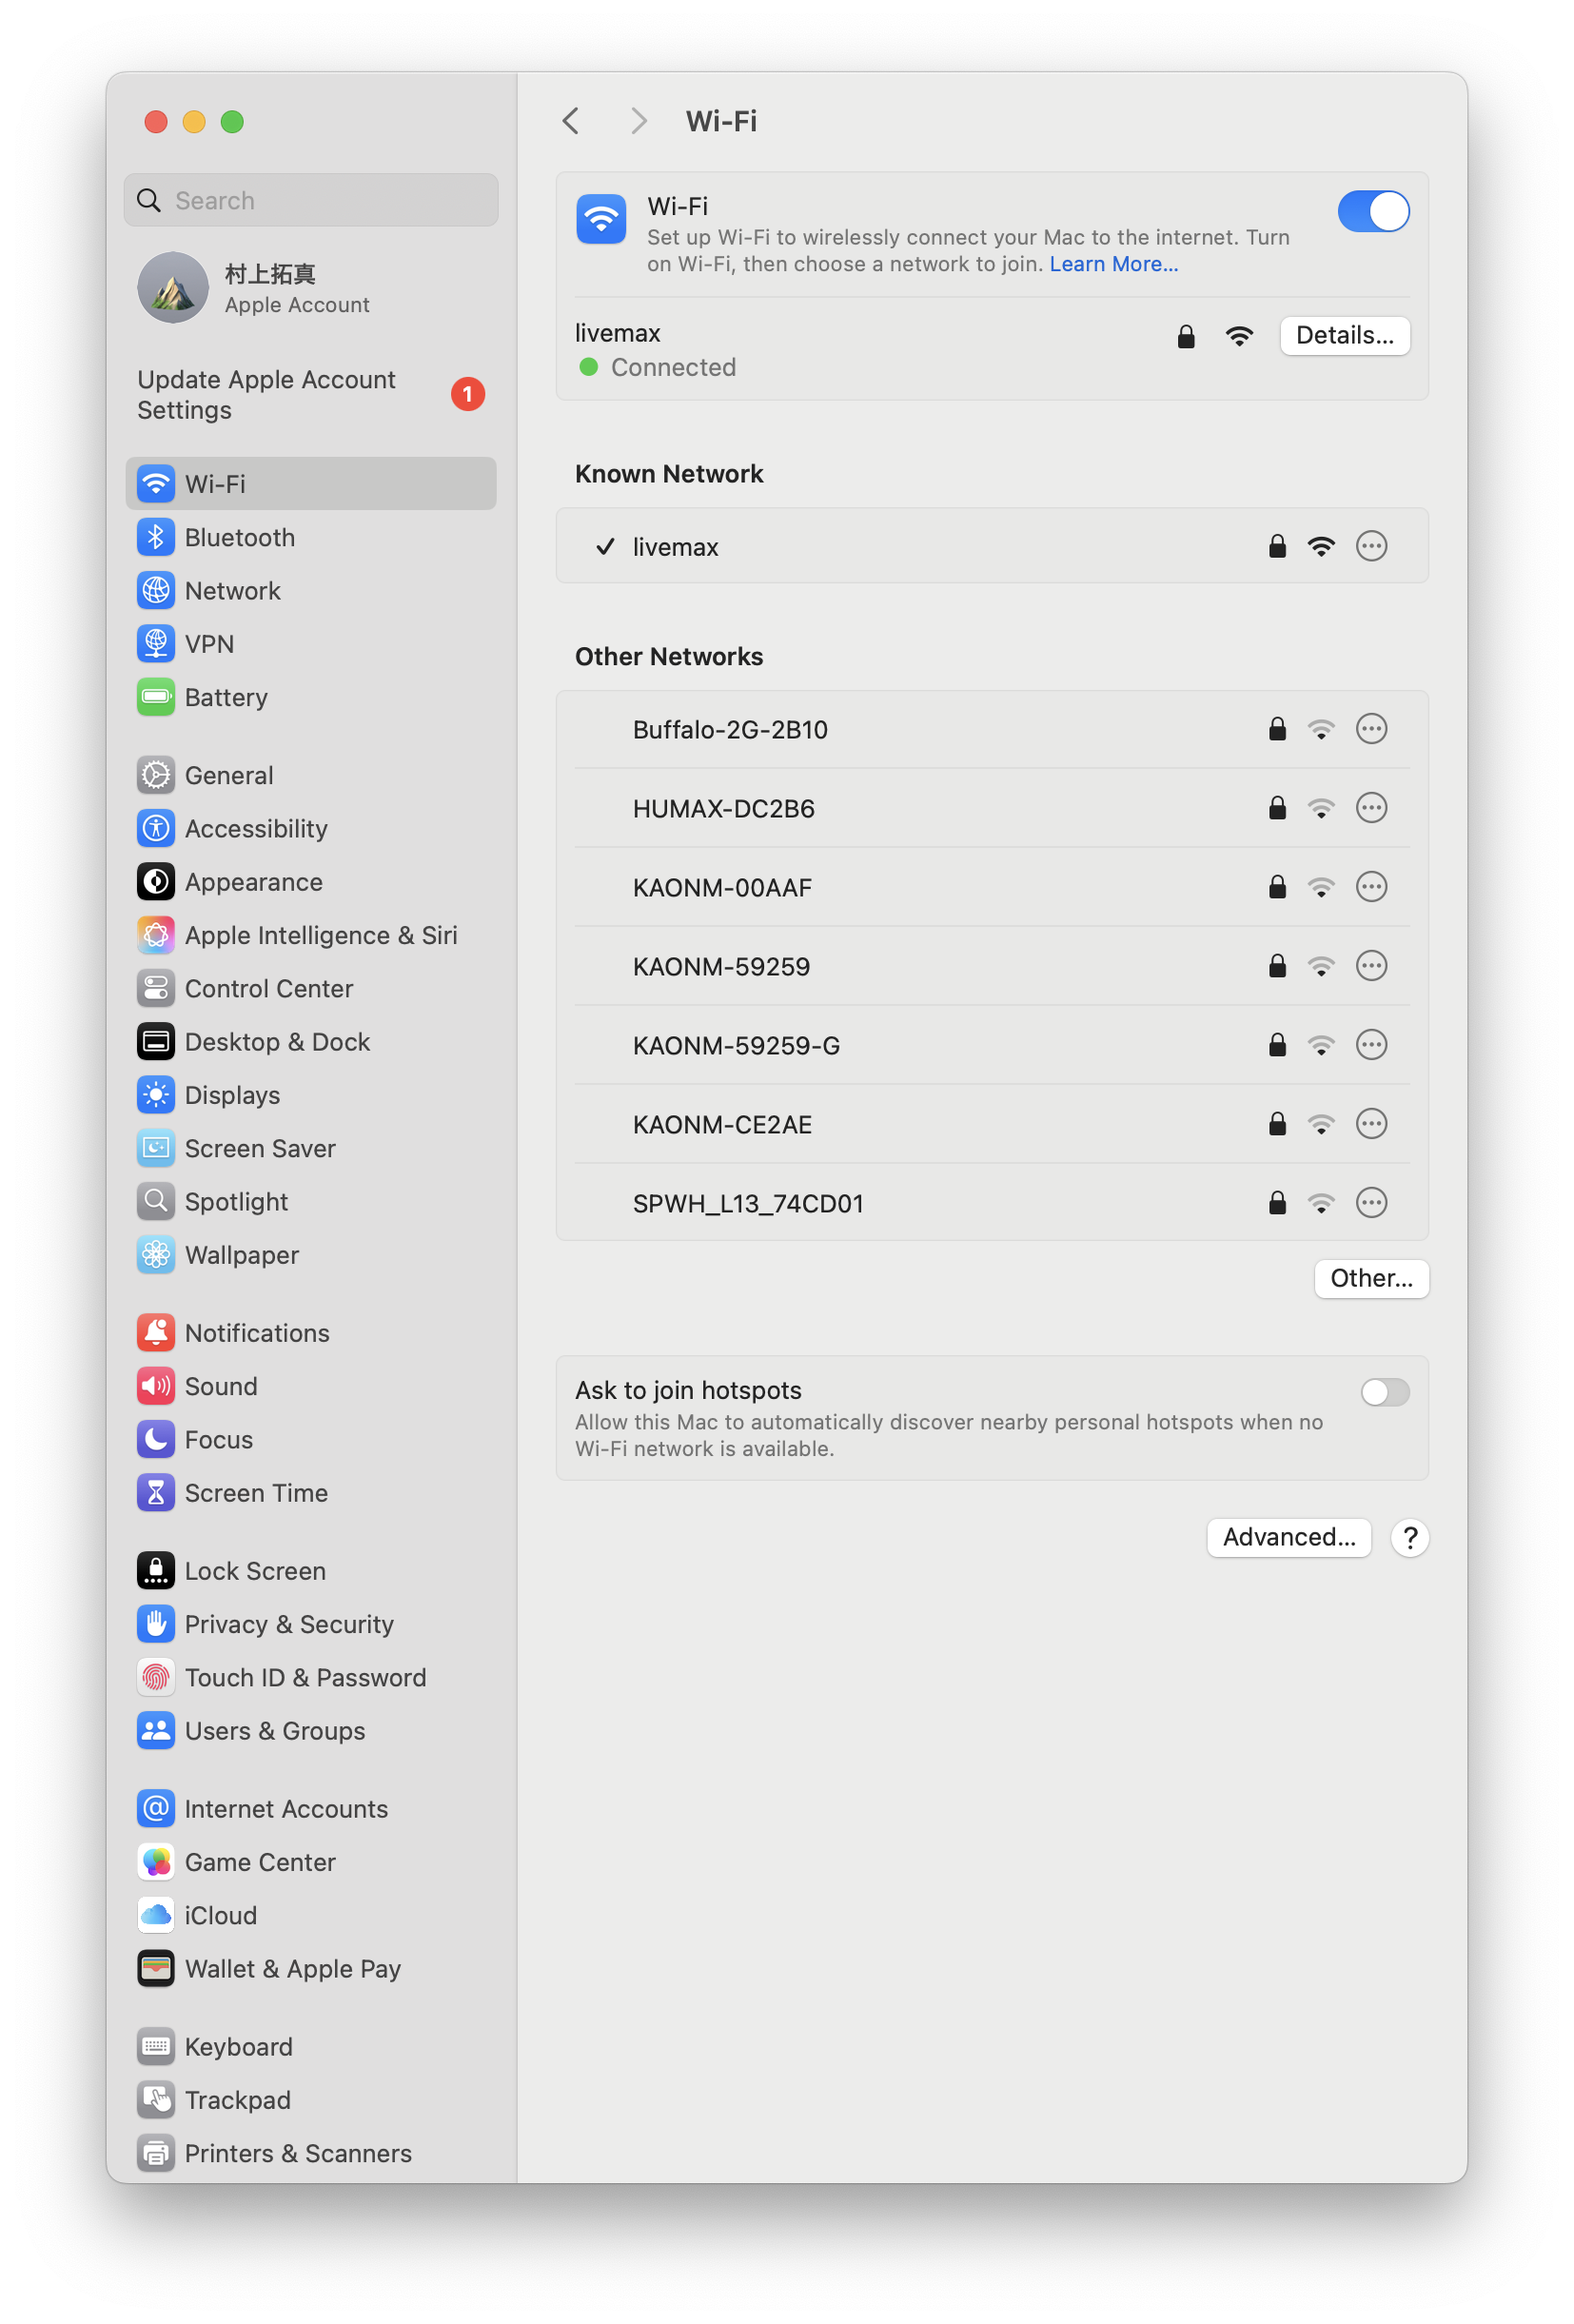 Search
村上拓真
Apple Account
Update Apple Account
Settings
1
Wi-Fi
Bluetooth
Network
VPN
Battery
General
Accessibility
Appearance
Apple Intelligence & Siri
Control Center
Desktop & Dock
Displays
Screen Saver
Spotlight
Wallpaper
Notifications
Sound
Focus
Screen Time
Lock Screen
Privacy & Security
Touch ID & Password
Users & Groups
Internet Accounts
Game Center
iCloud
Wallet & Apple Pay
Keyboard
Trackpad
Printers & Scanners
Wi-Fi
Wi-Fi
Set up Wi-Fi to wirelessly connect your Mac to the internet. Turn
on Wi-Fi, then choose a network to join. Learn More...
livemax
Details...
Connected
Known Network
livemax
Other Networks
Buffalo-2G-2B10
HUMAX-DC2B6
KAONM-00AAF
KAONM-59259
KAONM-59259-G
KAONM-CE2AE
SPWH_L13_74CD01
Other...
Ask to join hotspots
Allow this Mac to automatically discover nearby personal hotspots when no
Wi-Fi network is available.
Advanced...
?